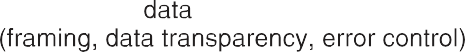 data
(framing, data transparency, error control)